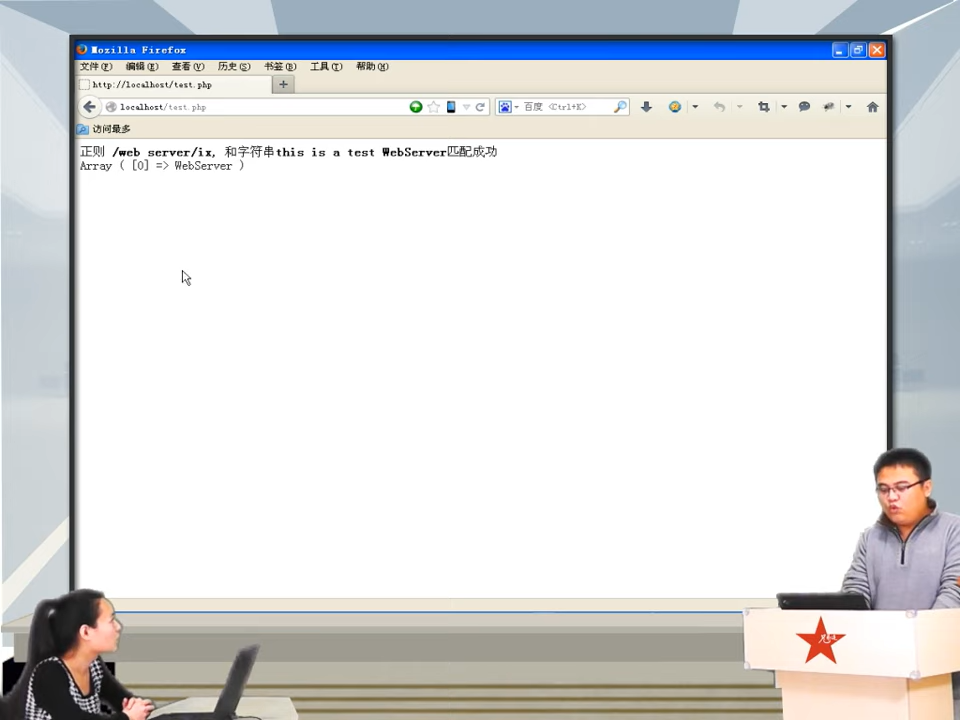 Mozilla Firefox
文件(F) 编辑(E) 查看(V) 历史(S) 书签(B) 工具(T) 帮助(H)
http://localhost/test.php
localhost/test.php
百度 <Ctrl+K>
访问最多
正则 /web server/ix, 和字符串this is a test WebServer匹配成功
Array ( [0] => WebServer )